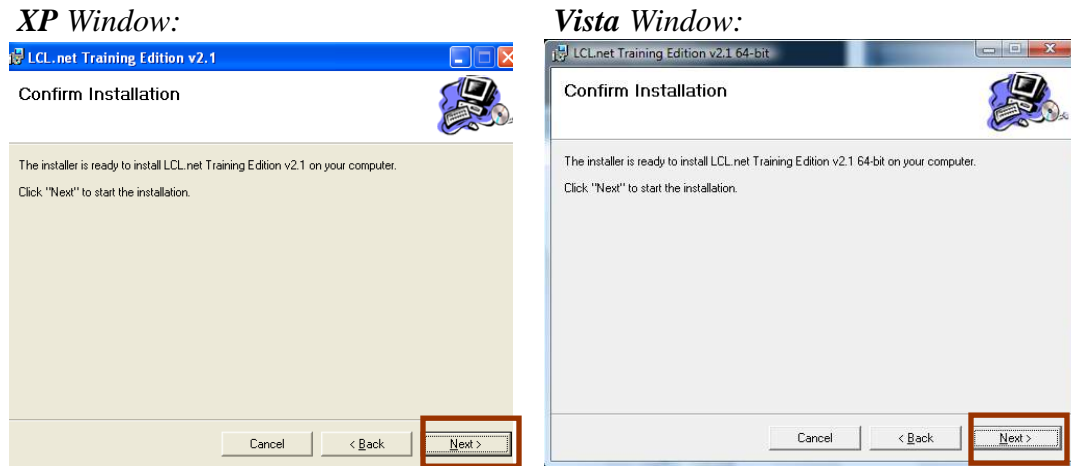 XP Window:
LCL.net Training Edition v2.1
Confirm Installation
The installer is ready to install LCL.net Training Edition v2.1 on your computer.
Click "Next" to start the installation.
Cancel
< Back
Next >
Vista Window:
LCL.net Training Edition v2.1 64-bit
Confirm Installation
The installer is ready to install LCL.net Training Edition v2.1 64-bit on your computer.
Click "Next" to start the installation.
Cancel
< Back
Next >